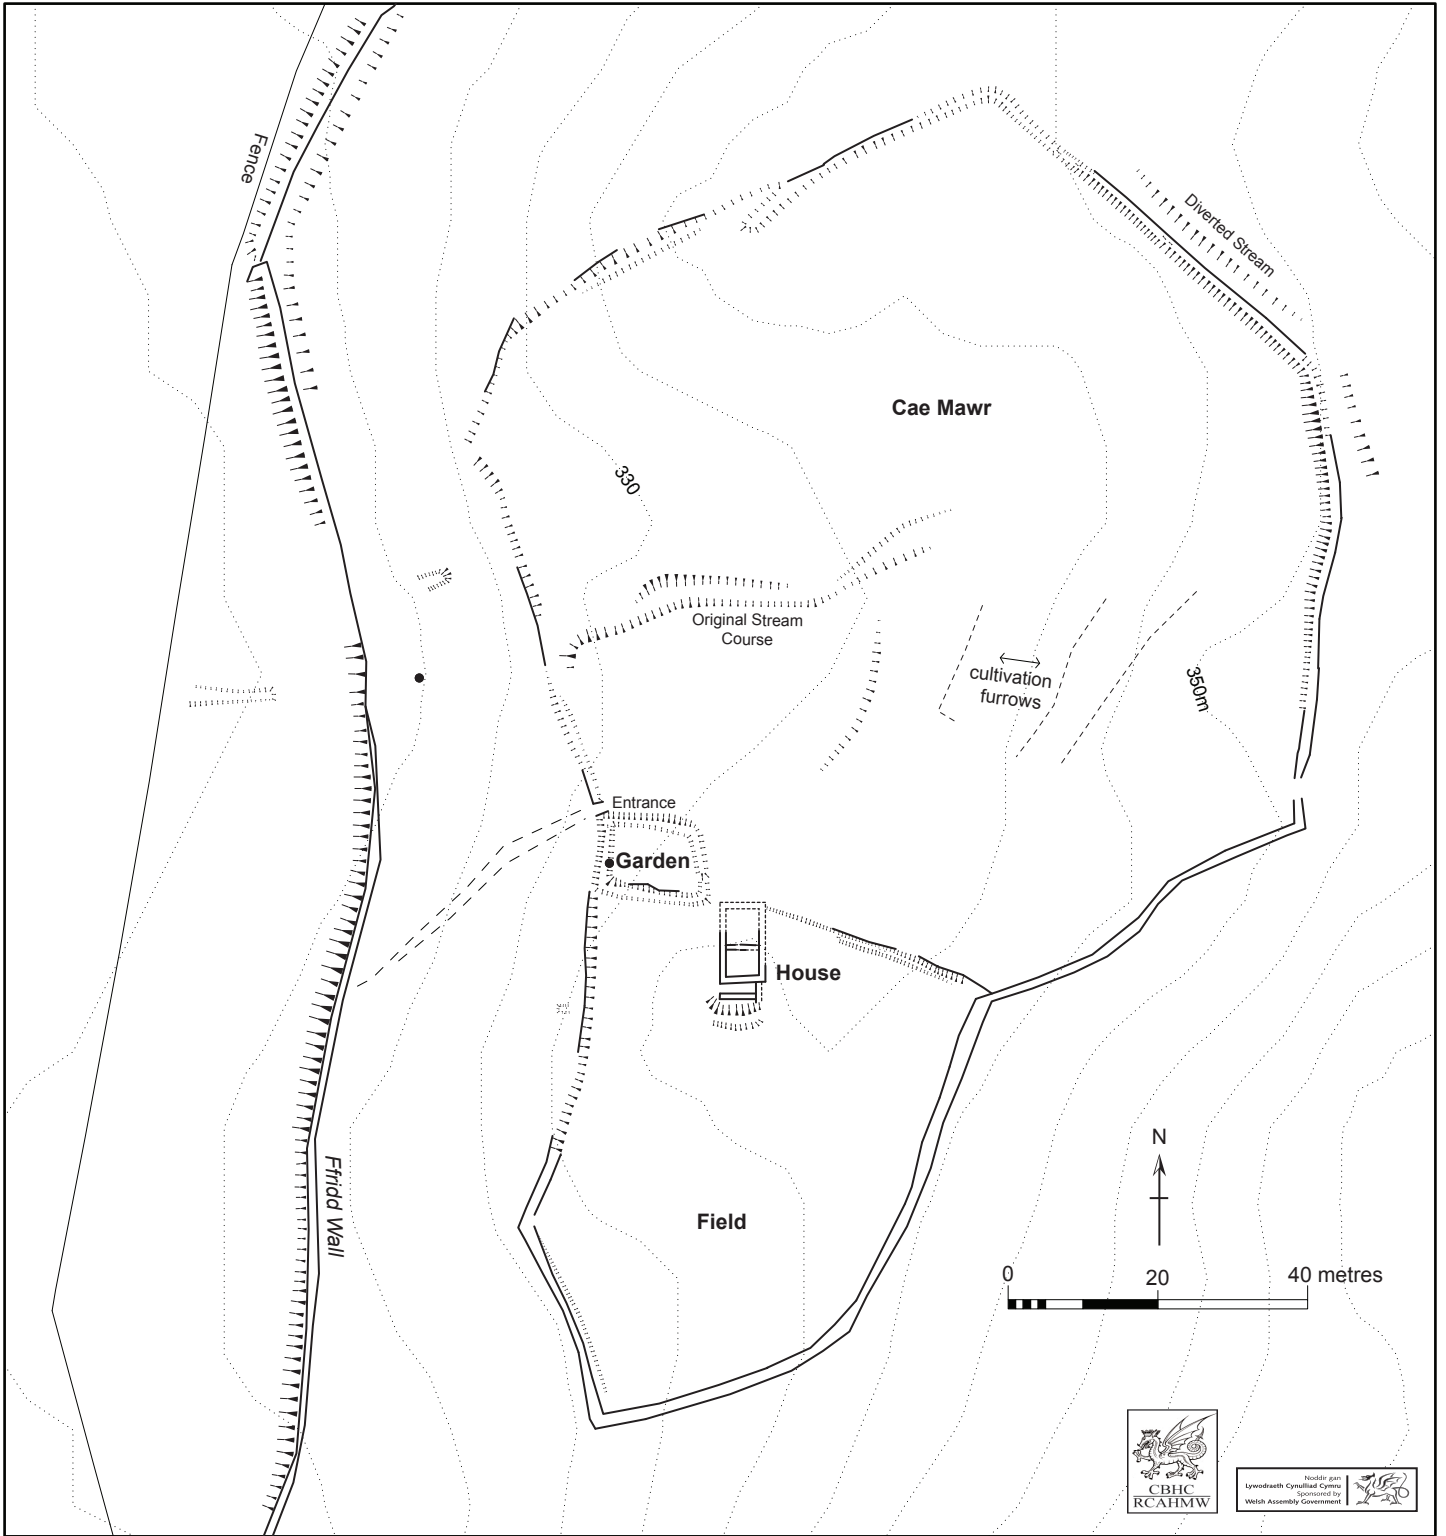 Fence
Diverted Stream
Cae Mawr
330
Original Stream
Course
cultivation
furrows
350m
Entrance
Garden
House
Ffridd Wall
Field
N
0
20
40 metres
CBHC
RCAHMW
Noddir gan
Lywodraeth Cynulliad Cymru
Sponsored by
Welsh Assembly Government